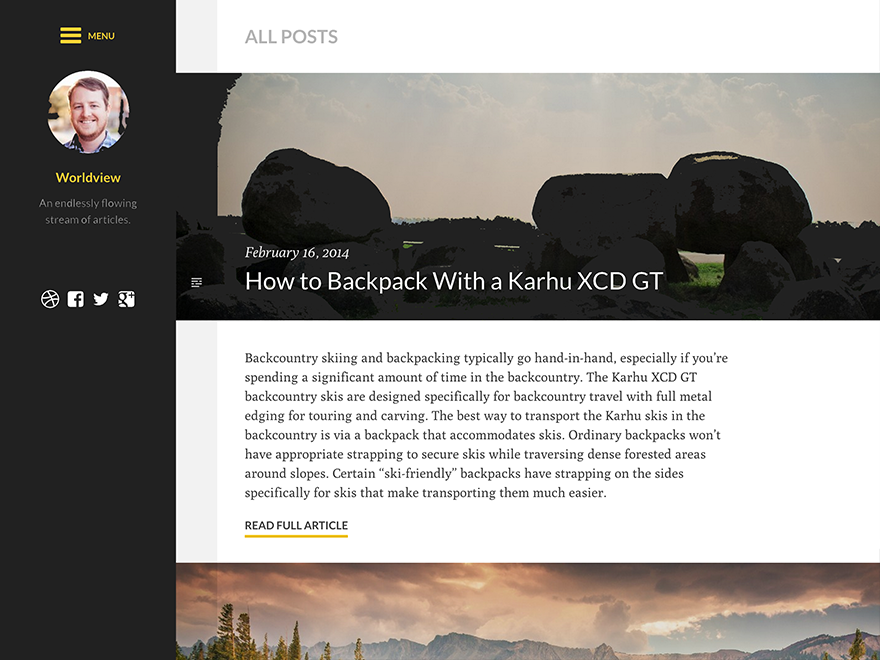 MENU
Worldview
An endlessly flowing
stream of articles.
ALL POSTS
February 16, 2014
How to Backpack With a Karhu XCD GT
Backcountry skiing and backpacking typically go hand-in-hand, especially if you’re
spending a significant amount of time in the backcountry. The Karhu XCD GT
backcountry skis are designed specifically for backcountry travel with full metal
edging for touring and carving. The best way to transport the Karhu skis in the
backcountry is via a backpack that accommodates skis. Ordinary backpacks won’t
have appropriate strapping to secure skis while traversing dense forested areas
around slopes. Certain “ski-friendly” backpacks have strapping on the sides
specifically for skis that make transporting them much easier.
READ FULL ARTICLE